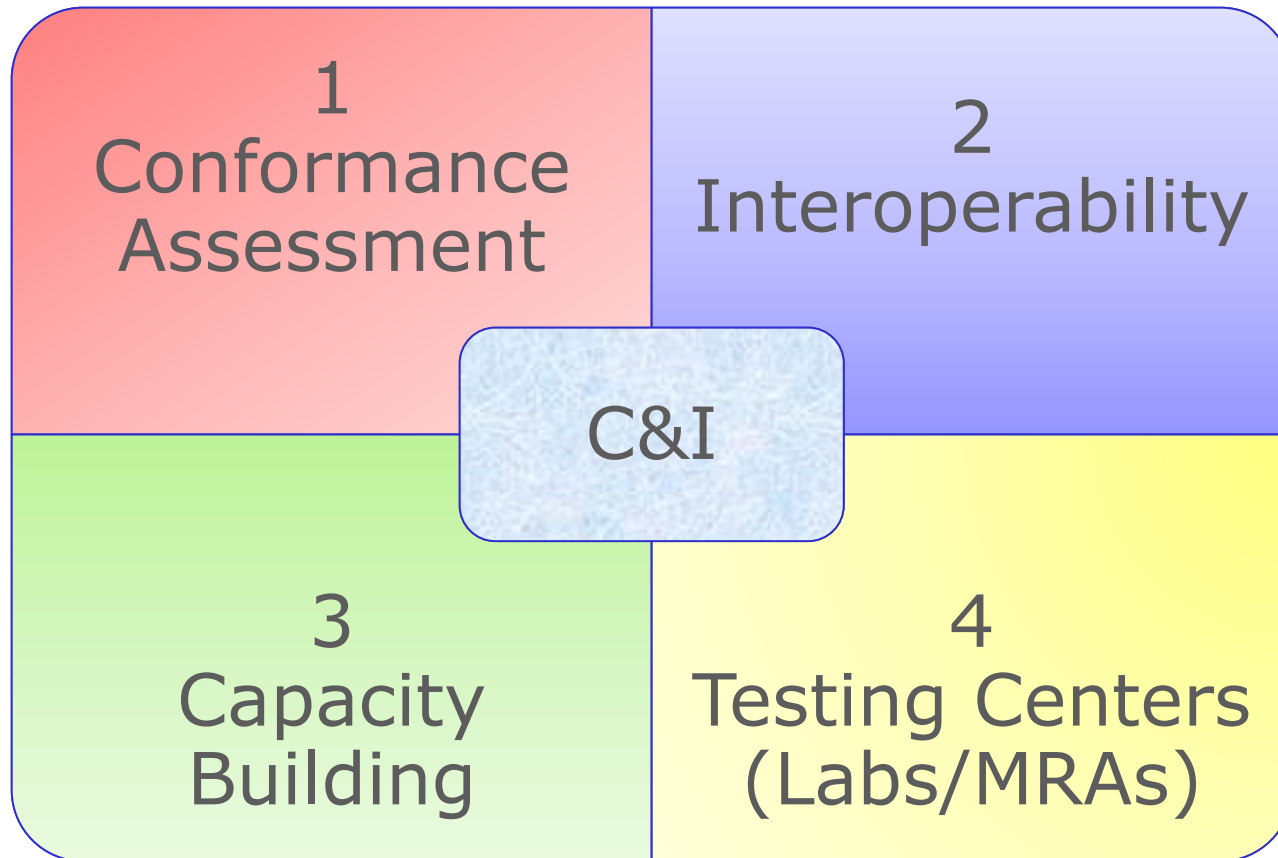 1
Conformance
Assessment
2
Interoperability
C&I
3
Capacity
Building
4
Testing Centers
(Labs/MRAs)